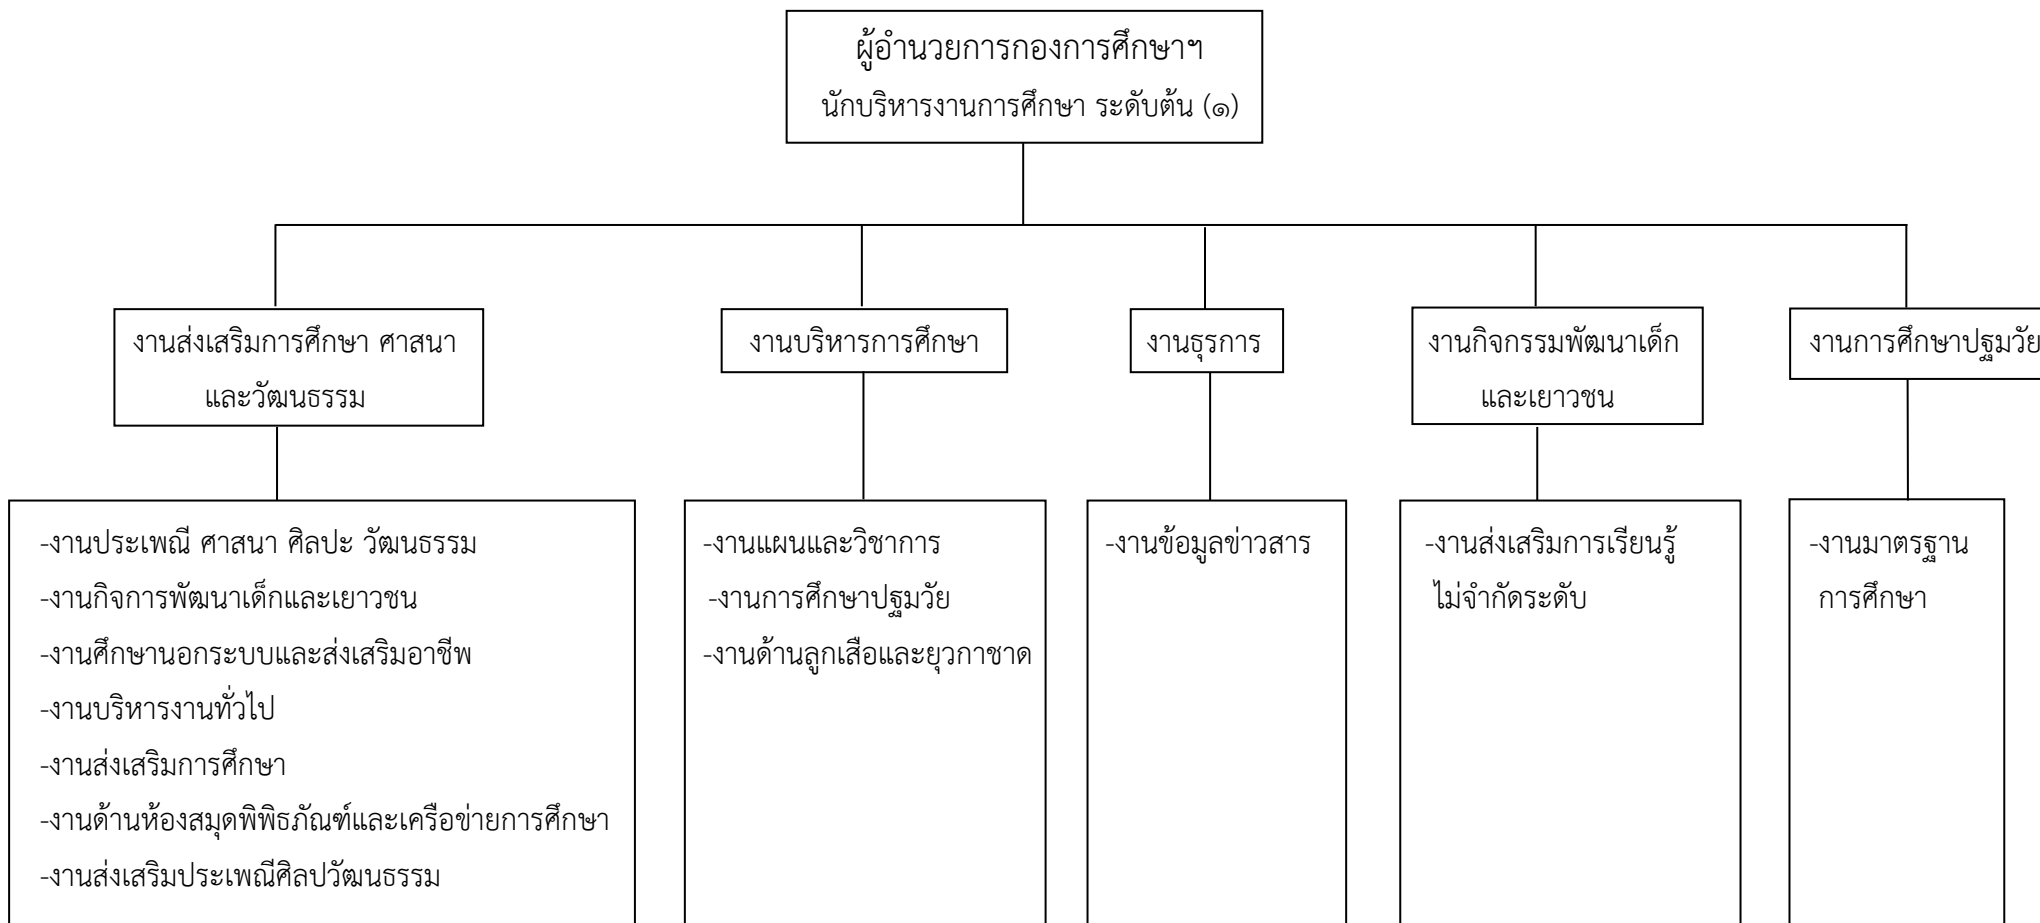 ผู้อำนวยการกองการศึกษาฯ
นักบริหารงานการศึกษา ระดับต้น (๑)
งานส่งเสริมการศึกษา ศาสนา
และวัฒนธรรม
งานบริหารการศึกษา
งานธุรการ
งานกิจกรรมพัฒนาเด็ก
และเยาวชน
งานการศึกษาปฐมวัย
-งานประเพณี ศาสนา ศิลปะ วัฒนธรรม
-งานกิจการพัฒนาเด็กและเยาวชน
-งานศึกษานอกระบบและส่งเสริมอาชีพ
-งานบริหารงานทั่วไป
-งานส่งเสริมการศึกษา
-งานด้านห้องสมุดพิพิธภัณฑ์และเครือข่ายการศึกษา
-งานส่งเสริมประเพณีศิลปวัฒนธรรม
-งานแผนและวิชาการ
-งานการศึกษาปฐมวัย
-งานด้านลูกเสือและยุวกาชาด
-งานข้อมูลข่าวสาร
-งานส่งเสริมการเรียนรู้
ไม่จำกัดระดับ
-งานมาตรฐาน
การศึกษา